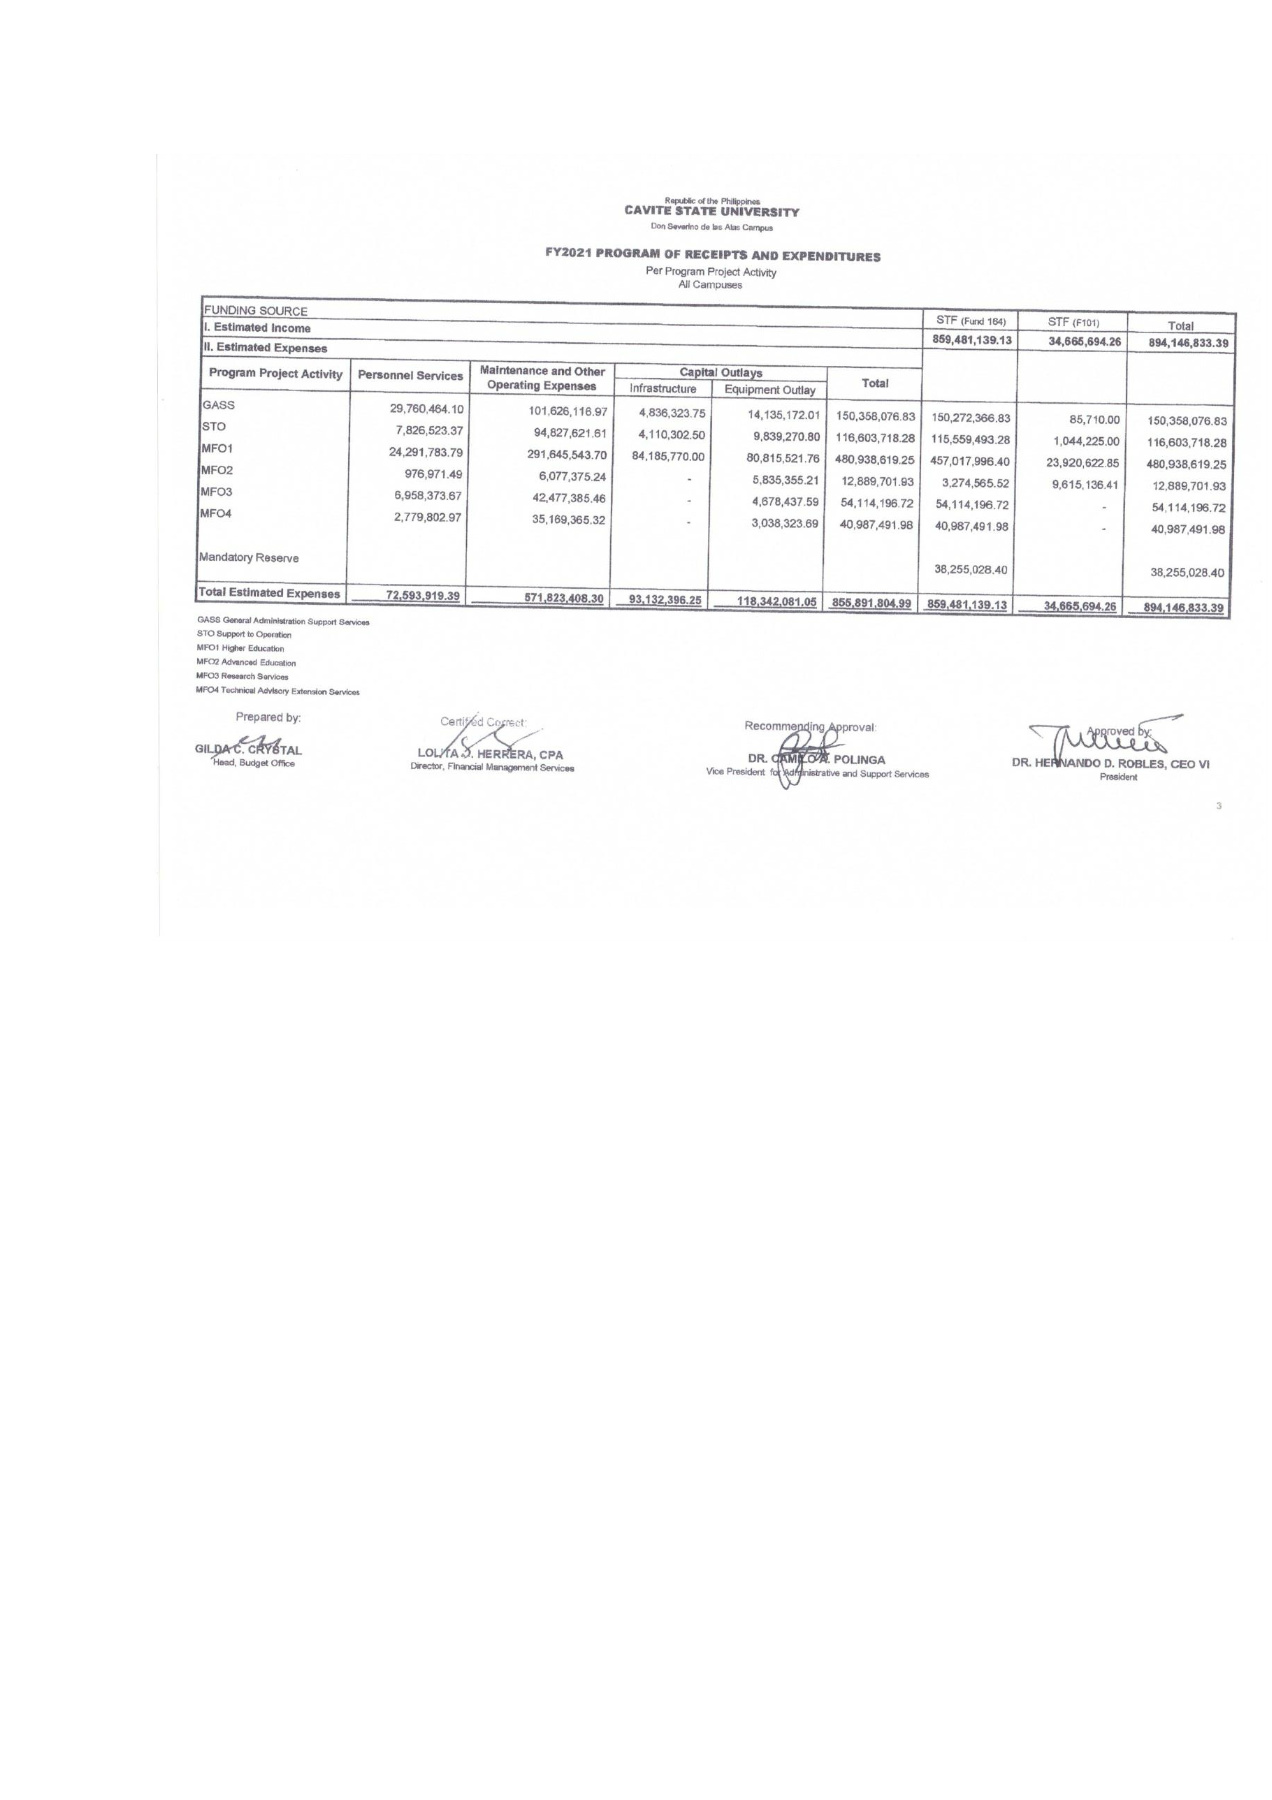 Republic of the Philippines
CAVITE STATE UNIVERSITY
Don Severino de las Alas Campus
FY2021 PROGRAM OF RECEIPTS AND EXPENDITURES
Per Program Project Activity
All Campuses
FUNDING SOURCE STF (Fund 164) STF (F101) Total
I. Estimated Income 859,481,139.13 34,665,694.26 894,146,833.39
II. Estimated Expenses
Program Project Activity Personnel Services Maintenance and Other Operating Expenses Capital Outlays Total
Infrastructure Equipment Outlay
GASS 29,760,464.10 101,626,116.97 4,836,323.75 14,135,172.01 150,358,076.83 150,272,366.83 85,710.00 150,358,076.83
STO 7,826,523.37 94,827,621.61 4,110,302.50 9,839,270.80 116,603,718.28 115,559,493.28 1,044,225.00 116,603,718.28
MFO1 24,291,783.79 291,645,543.70 84,185,770.00 80,815,521.76 480,938,619.25 457,017,996.40 23,920,622.85 480,938,619.25
MFO2 976,971.49 6,077,375.24 - 5,835,355.21 12,889,701.93 3,274,565.52 9,615,136.41 12,889,701.93
MFO3 6,958,373.67 42,477,385.46 - 4,678,437.59 54,114,196.72 54,114,196.72 - 54,114,196.72
MFO4 2,779,802.97 35,169,365.32 - 3,038,323.69 40,987,491.98 40,987,491.98 - 40,987,491.98
Mandatory Reserve 38,255,028.40 38,255,028.40
Total Estimated Expenses 72,593,919.39 571,823,408.30 93,132,396.25 118,342,081.05 855,891,804.99 859,481,139.13 34,665,694.26 894,146,833.39
GASS General Administration Support Services
STO Support to Operation
MFO1 Higher Education
MFO2 Advanced Education
MFO3 Research Services
MFO4 Technical Advisory Extension Services
Prepared by: Certified Correct: Recommending Approval: Approved by:
GILDA C. CRYSTAL LOLITA J. HERRERA, CPA DR. CAMILO A. POLINGA DR. HERNANDO D. ROBLES, CEO VI
Head, Budget Office Director, Financial Management Services Vice President for Administrative and Support Services President
3